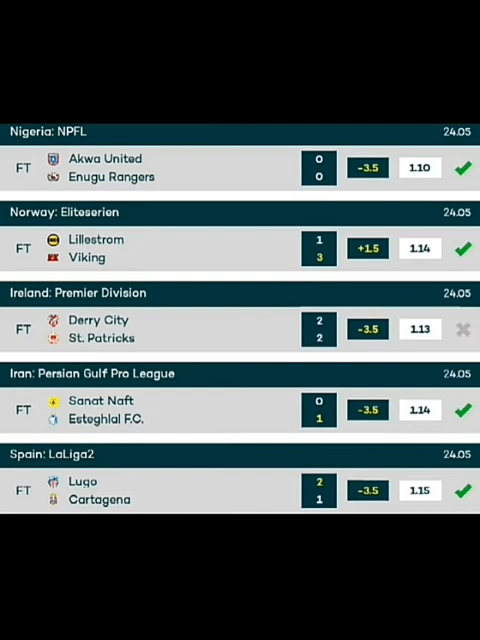 Nigeria: NPFL 24.05
FT Akwa United 0 -3.5 1.10
Enugu Rangers 0
Norway: Eliteserien 24.05
FT Lillestrom 1 +1.5 1.14
Viking 3
Ireland: Premier Division 24.05
FT Derry City 2 -3.5 1.13
St. Patricks 2
Iran: Persian Gulf Pro League 24.05
FT Sanat Naft 0 -3.5 1.14
Esteghlal F.C. 1
Spain: LaLiga2 24.05
FT Lugo 2 -3.5 1.15
Cartagena 1